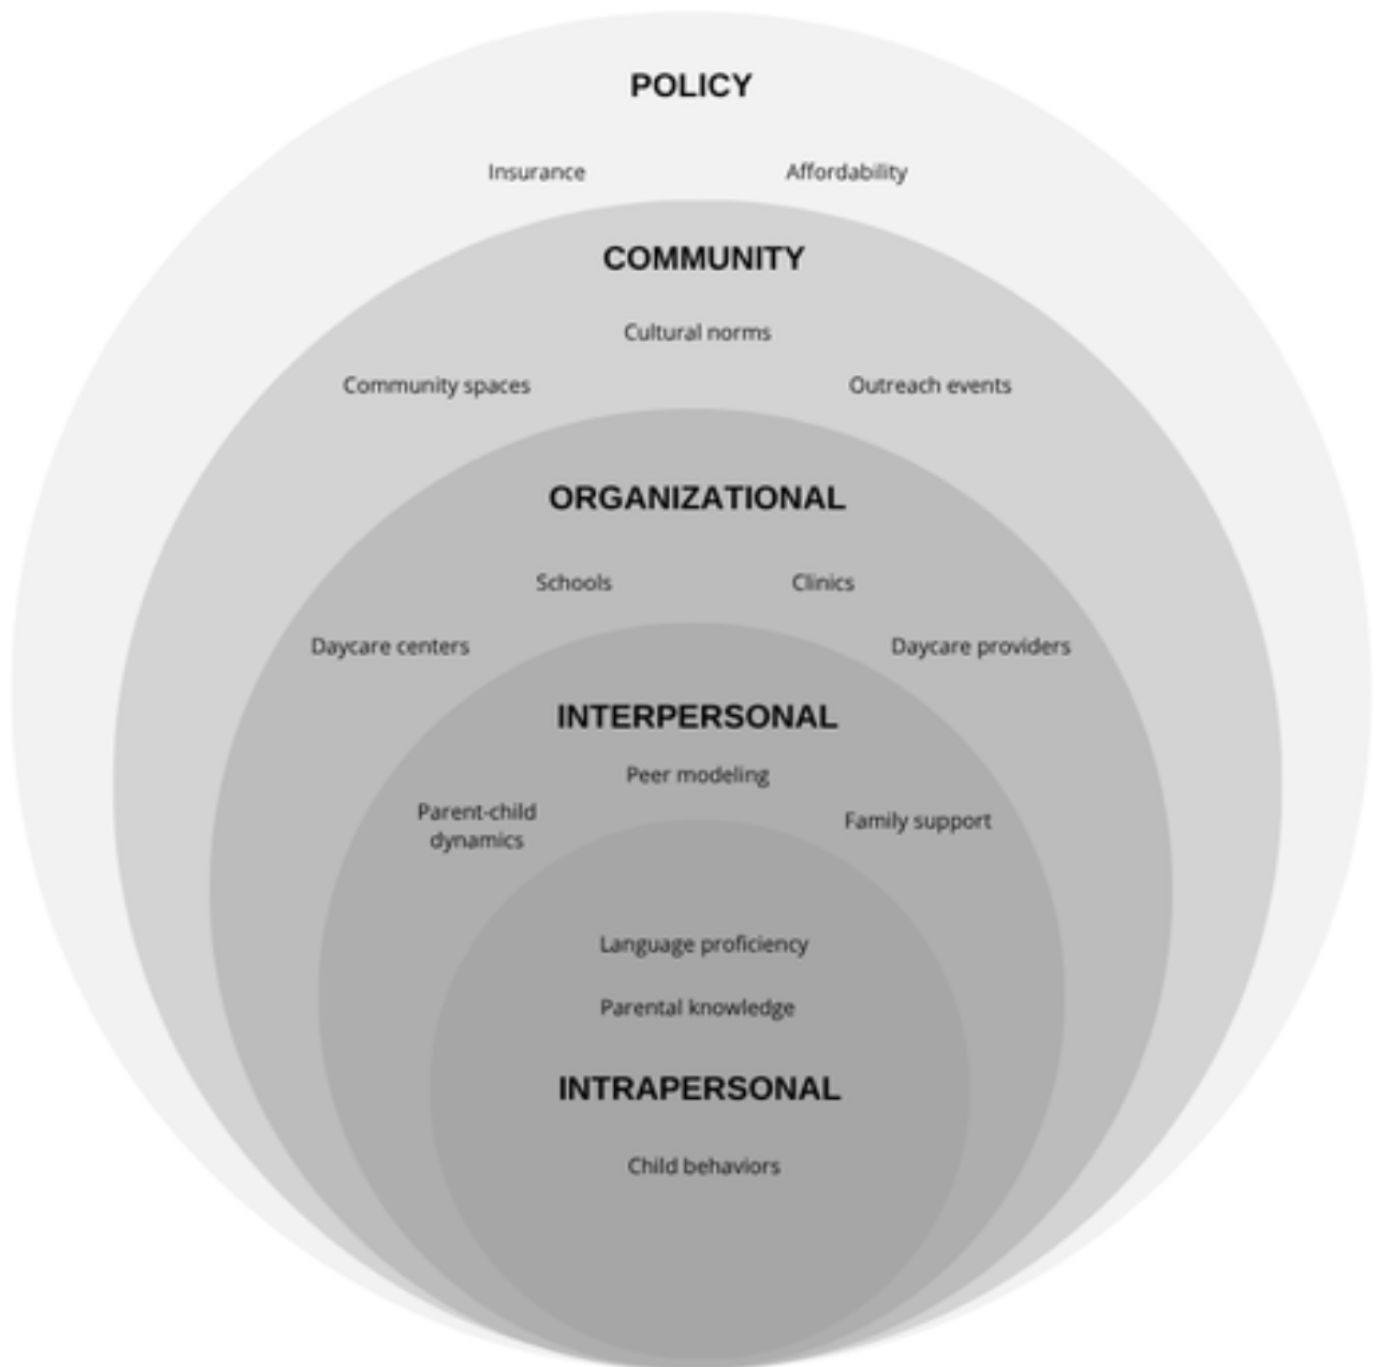 POLICY
Insurance Affordability
COMMUNITY
Cultural norms
Community spaces Outreach events
ORGANIZATIONAL
Schools Clinics
Daycare centers Daycare providers
INTERPERSONAL
Peer modeling
Parent-child
dynamics
Family support
Language proficiency
Parental knowledge
INTRAPERSONAL
Child behaviors